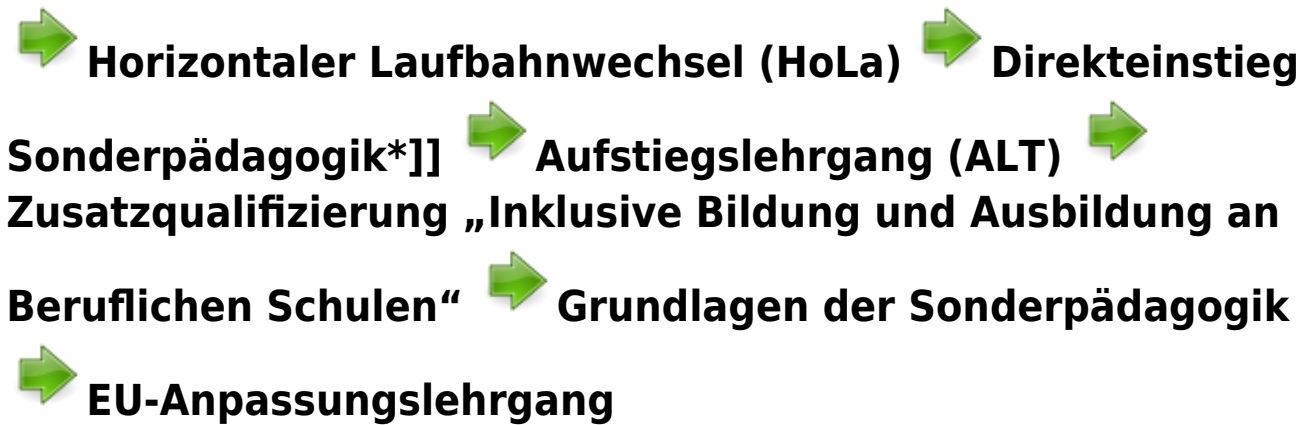 Horizontaler Laufbahnwechsel (HoLa) Direkteinstieg
Sonderpädagogik*]] Aufstiegslehrgang (ALT)
Zusatzqualifizierung „Inklusive Bildung und Ausbildung an
Beruflichen Schulen“ Grundlagen der Sonderpädagogik
EU-Anpassungslehrgang